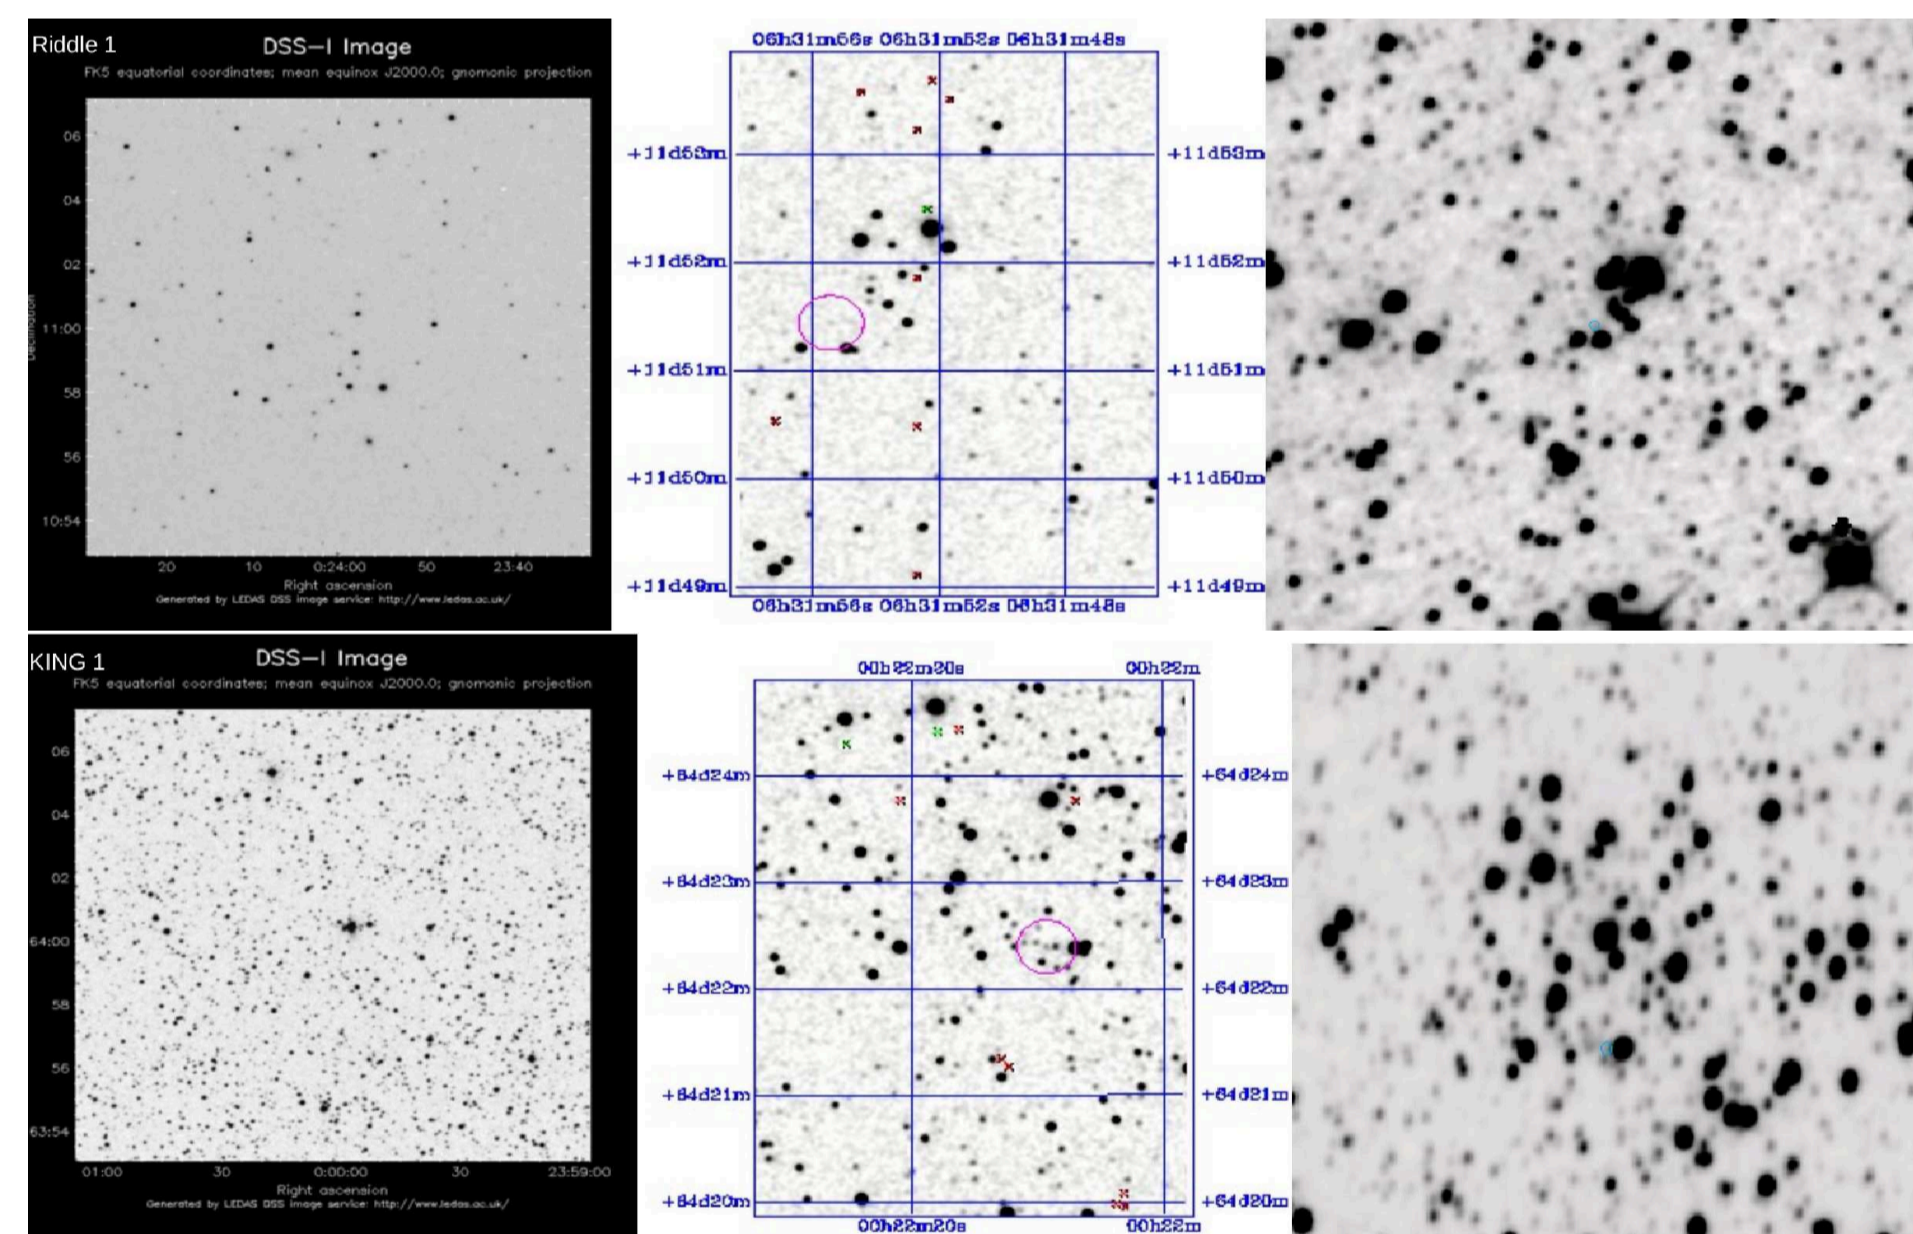 Riddle 1
DSS-I Image
FK5 equatorial coordinates; mean equinox J2000.0; gnomonic projection
06
04
02
11:00
58
56
10:54
Declination
20 10 0:24:00 50 23:40
Right ascension
Generated by LEDAS DSS image service: http://www.ledas.ac.uk/
06h31m56s 06h31m52s 06h31m48s
+11d53m +11d53m
+11d52m +11d52m
+11d51m +11d51m
+11d50m +11d50m
+11d49m +11d49m
06h31m56s 06h31m52s 06h31m48s
KING 1
DSS-I Image
FK5 equatorial coordinates; mean equinox J2000.0; gnomonic projection
06
04
02
64:00
58
56
63:54
01:00 30 0:00:00 30 23:59:00
Right ascension
Generated by LEDAS DSS image service: http://www.ledas.ac.uk/
00h22m20s 00h22m
+64d24m +64d24m
+64d23m +64d23m
+64d22m +64d22m
+64d21m +64d21m
+64d20m +64d20m
00h22m20s 00h22m